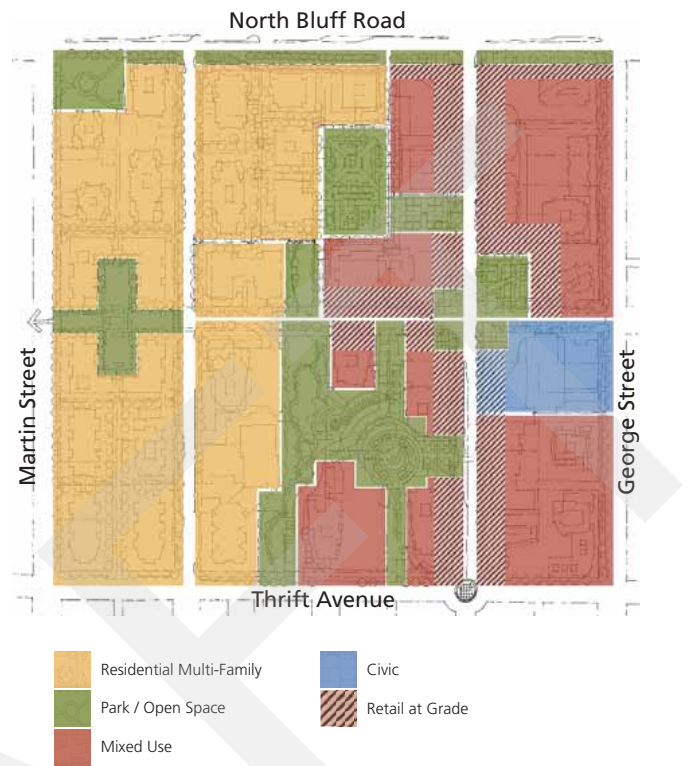 North Bluff Road
Martin Street
George Street
Thrift Avenue
Residential Multi-Family
Park / Open Space
Mixed Use
Civic
Retail at Grade